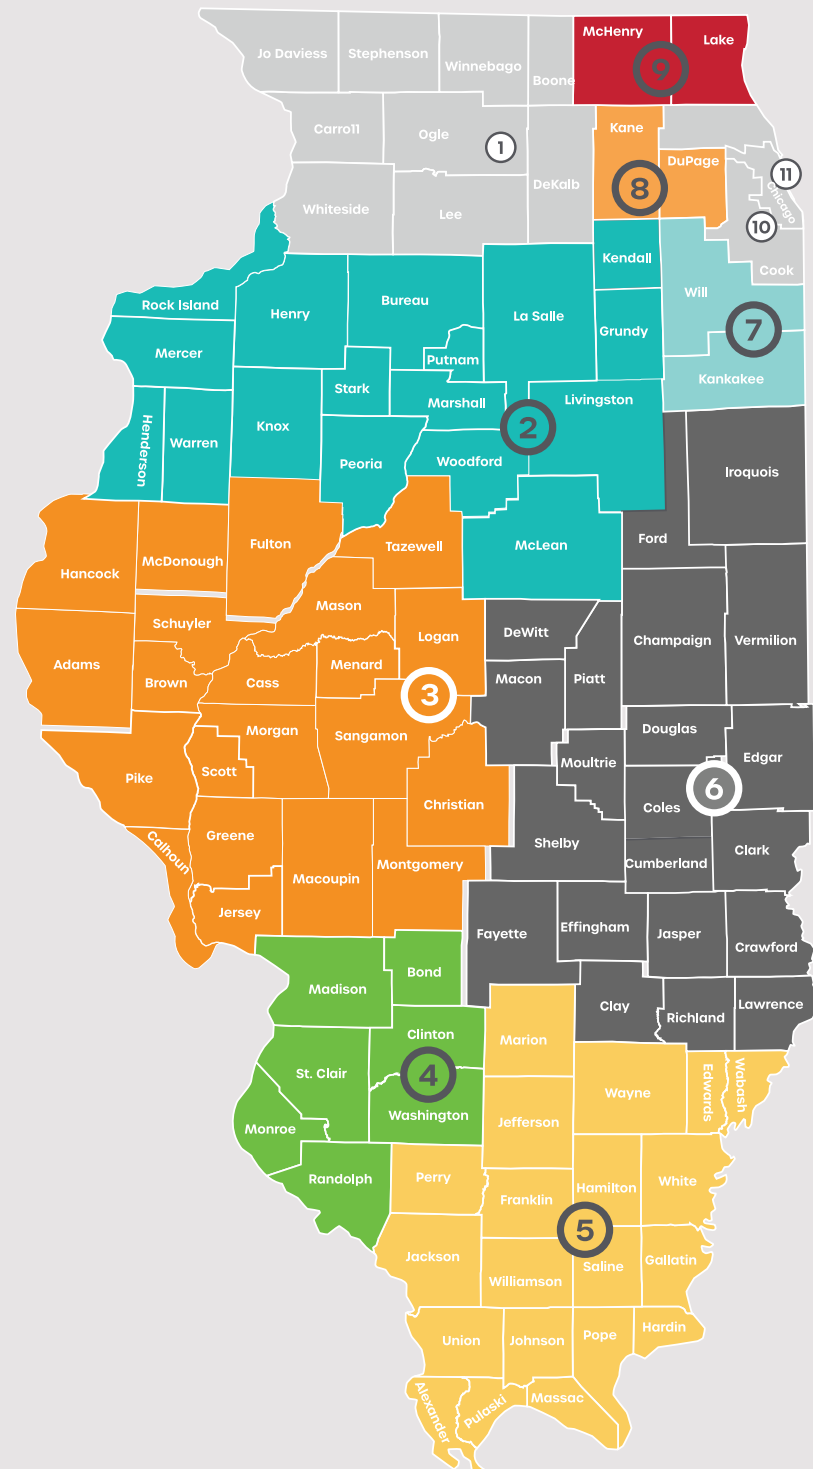 McHenry
Lake
Jo Daviess
Stephenson
Winnebago
Boone
9
Carro11
Ogle
1
Kane
DuPage
11
Chicago
DeKalb
8
Whiteside
Lee
10
Cook
Kendall
Rock Island
Henry
Bureau
La Salle
Will
Grundy
7
Mercer
Putnam
Kankakee
Stark
Marshall
Livingston
Henderson
Warren
Knox
2
Peoria
Woodford
Iroquois
Fulton
Tazewell
McLean
Ford
McDonough
Hancock
Mason
Schuyler
Logan
DeWitt
Champaign
Vermilion
Adams
Menard
Brown
Cass
3
Macon
Piatt
Morgan
Sangamon
Douglas
Edgar
Moultrie
Scott
Pike
6
Christian
Coles
Greene
Shelby
Clark
Calhoun
Montgomery
Cumberland
Macoupin
Jersey
Fayette
Effingham
Jasper
Crawford
Bond
Madison
Clay
Richland
Lawrence
Clinton
Marion
St. Clair
4
Wayne
Edwards
Wabash
Washington
Jefferson
Monroe
Randolph
Perry
Franklin
Hamilton
White
5
Jackson
Saline
Gallatin
Williamson
Union
Johnson
Pope
Hardin
Alexander
Pulaski
Massac